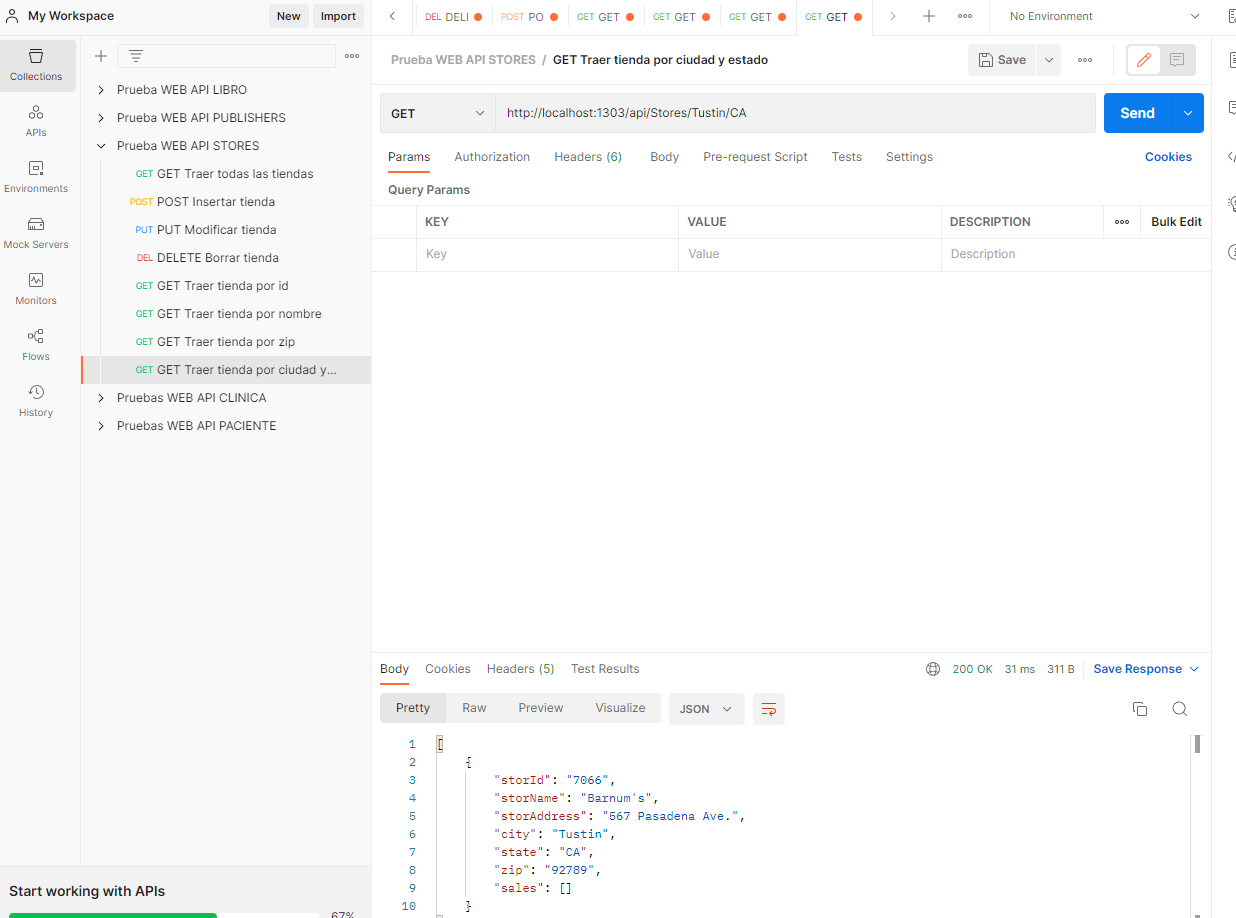 My Workspace
New
Import
DEL DELI
POST PO
GET GET
GET GET
GET GET
GET GET
No Environment
Collections
APIs
Environments
Mock Servers
Monitors
Flows
History
Prueba WEB API LIBRO
Prueba WEB API PUBLISHERS
Prueba WEB API STORES
GET GET Traer todas las tiendas
POST POST Insertar tienda
PUT PUT Modificar tienda
DEL DELETE Borrar tienda
GET GET Traer tienda por id
GET GET Traer tienda por nombre
GET GET Traer tienda por zip
GET GET Traer tienda por ciudad y...
Pruebas WEB API CLINICA
Pruebas WEB API PACIENTE
Start working with APIs
67%
Prueba WEB API STORES / GET Traer tienda por ciudad y estado
Save
GET
http://localhost:1303/api/Stores/Tustin/CA
Send
Params Authorization Headers (6) Body Pre-request Script Tests Settings
Cookies
Query Params
KEY VALUE DESCRIPTION
Bulk Edit
Key Value Description
Body Cookies Headers (5) Test Results
200 OK 31 ms 311 B
Save Response
Pretty Raw Preview Visualize
JSON
1 [
2 {
3 "storId": "7066",
4 "storName": "Barnum's",
5 "storAddress": "567 Pasadena Ave.",
6 "city": "Tustin",
7 "state": "CA",
8 "zip": "92789",
9 "sales": []
10 }